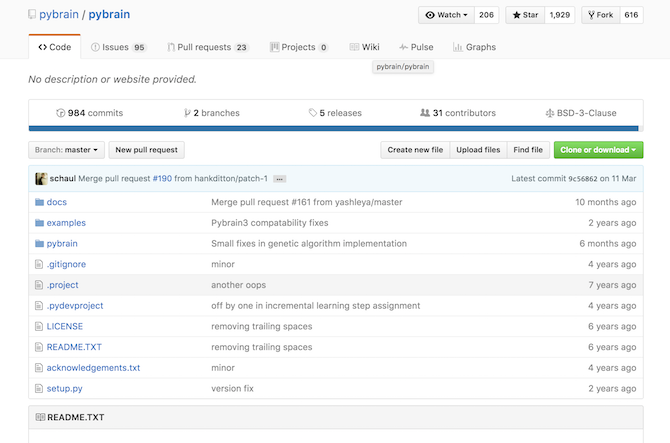 pybrain / pybrain Watch 206 Star 1,929 Fork 616
Code Issues 95 Pull requests 23 Projects 0 Wiki Pulse Graphs
pybrain/pybrain
No description or website provided.
984 commits 2 branches 5 releases 31 contributors BSD-3-Clause
Branch: master New pull request Create new file Upload files Find file Clone or download
schaul Merge pull request #190 from hankditton/patch-1 ... Latest commit 9c56862 on 11 Mar
docs Merge pull request #161 from yashleya/master 10 months ago
examples Pybrain3 compatability fixes 2 years ago
pybrain Small fixes in genetic algorithm implementation 6 months ago
.gitignore minor 4 years ago
.project another oops 7 years ago
.pydevproject off by one in incremental learning step assignment 4 years ago
LICENSE removing trailing spaces 6 years ago
README.TXT removing trailing spaces 6 years ago
acknowledgements.txt minor 4 years ago
setup.py version fix 2 years ago
README.TXT